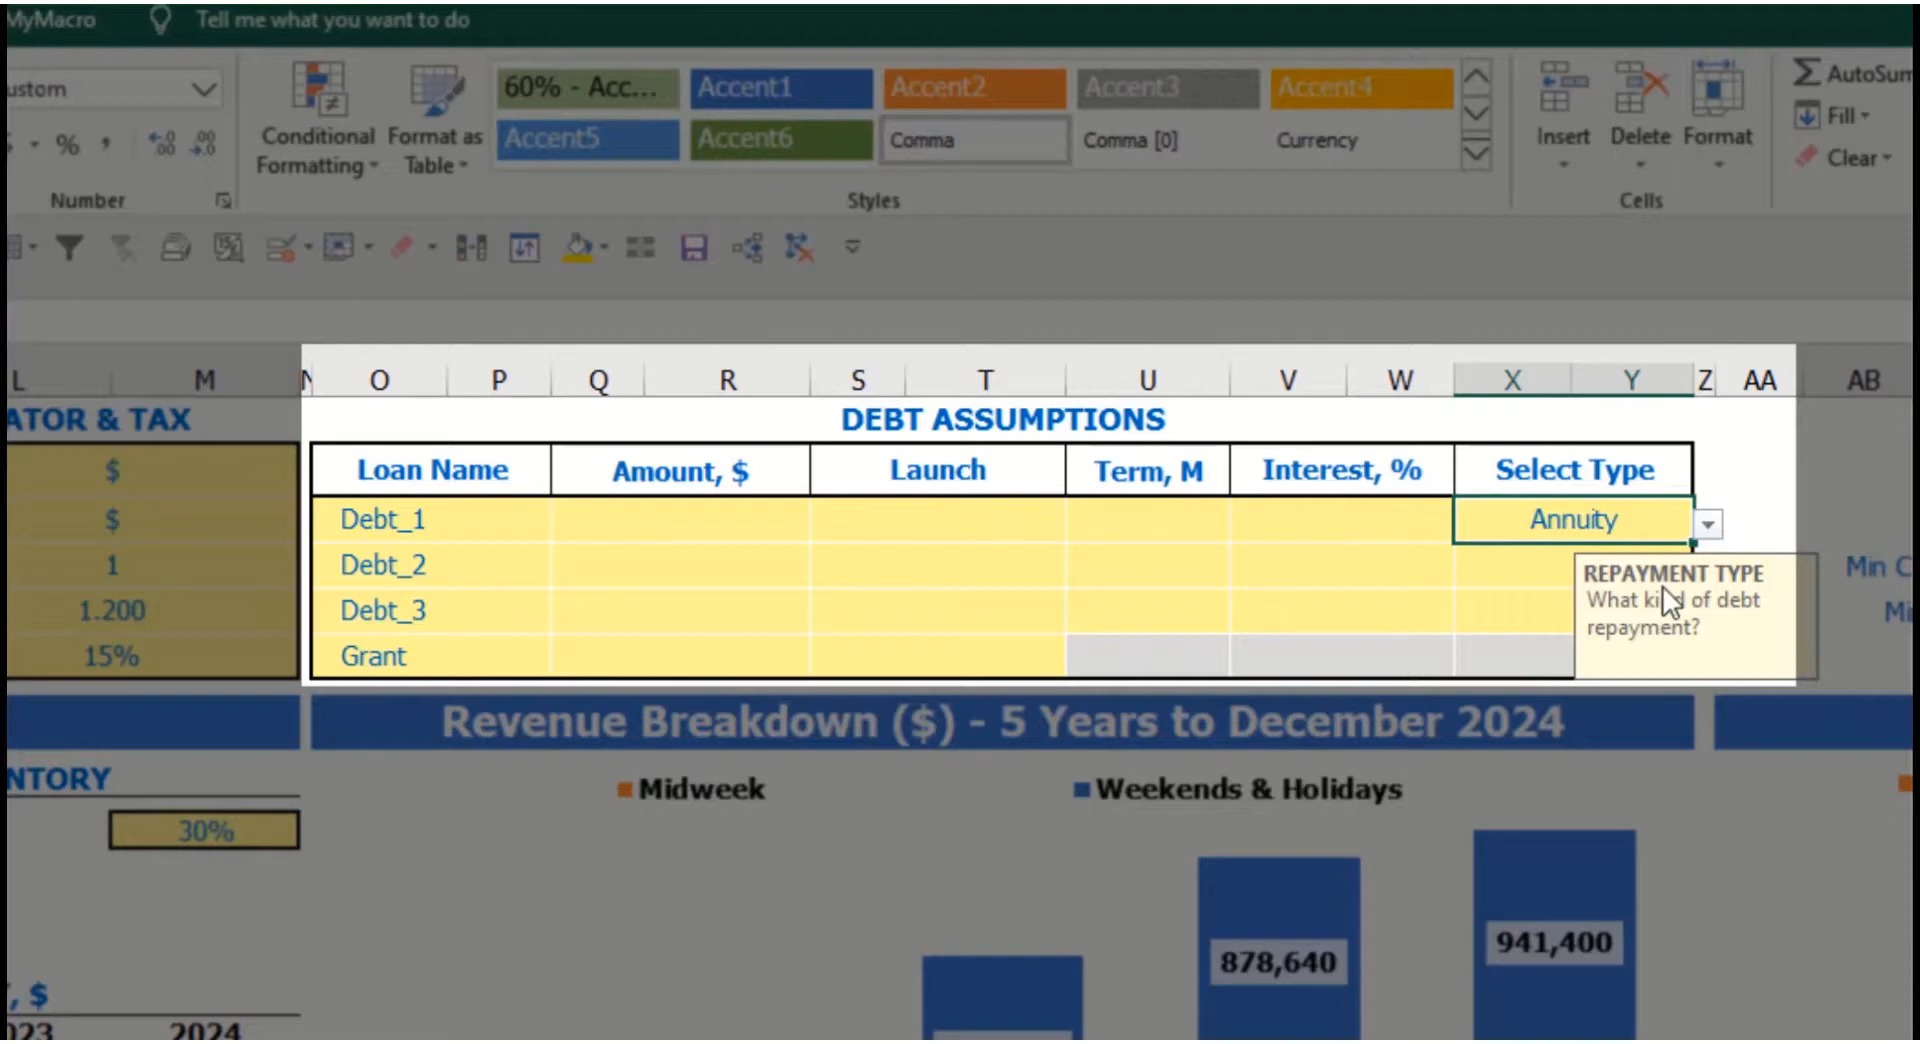 MyMacro Tell me what you want to do
ustom
60% - Acc... Accent1 Accent2 Accent3 Accent4
Accent5 Accent6 Comma Comma [0] Currency
% ,
Conditional Formatting
Format as Table
Insert Delete Format
AutoSum
Fill
Clear
Number Styles Cells
L M N O P Q R S T U V W X Y Z AA AB
ATOR & TAX
$
$
1
1.200
15%
DEBT ASSUMPTIONS
Loan Name Amount, $ Launch Term, M Interest, % Select Type
Debt_1 Annuity
Debt_2
Debt_3
Grant
REPAYMENT TYPE
What kind of debt
repayment?
Min C
Mi
Revenue Breakdown ($) - 5 Years to December 2024
NTORY
30%
Midweek Weekends & Holidays
878,640
941,400
, $
023 2024